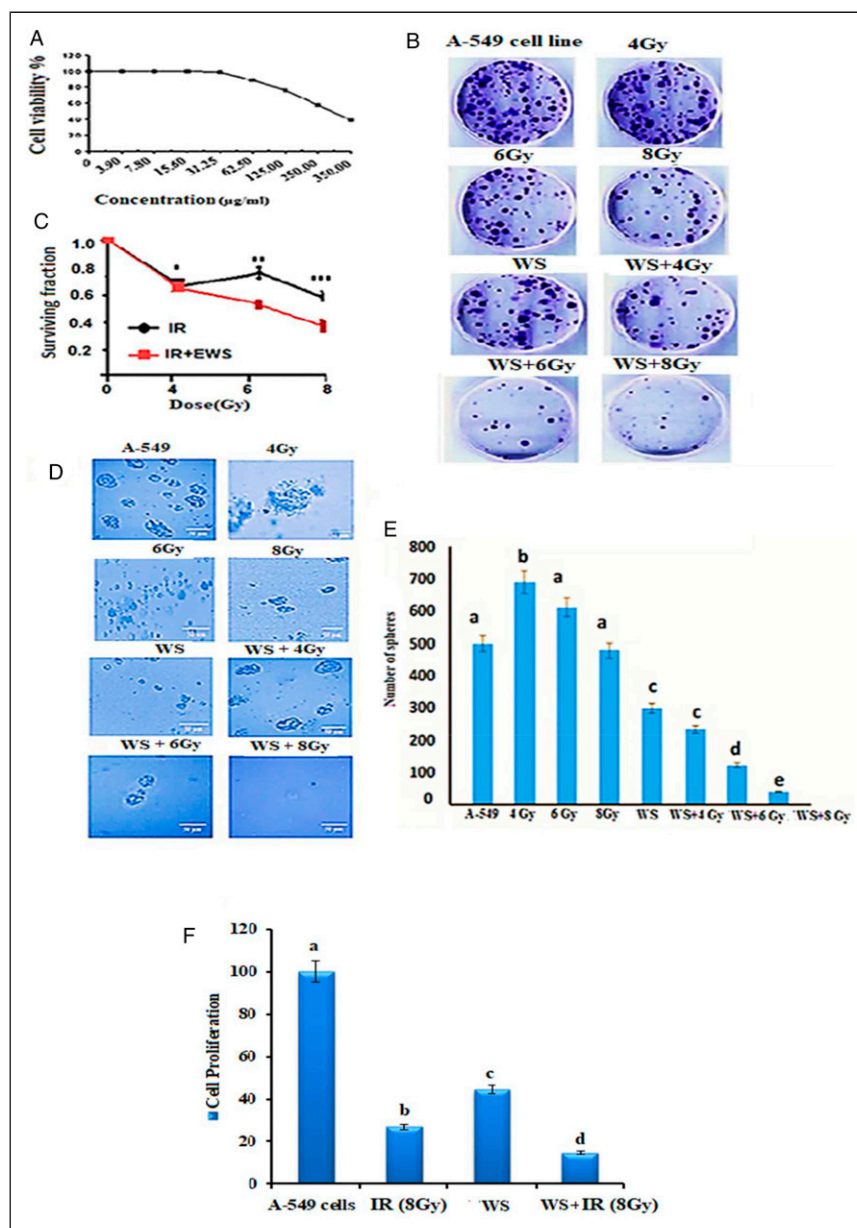 A
Cell viability %
120
100
80
60
40
20
0
0 3.90 7.80 15.60 31.25 62.50 125.00 250.00 350.00
Concentration (µg/ml)
B
A-549 cell line 4Gy
6Gy 8Gy
WS WS+4Gy
WS+6Gy WS+8Gy
C
Surviving fraction
1.0
0.8
0.6
0.4
0.2
* ** ***
IR
IR+EWS
0 4 6 8
Dose(Gy)
D
A-549 4Gy
6Gy 8Gy
WS WS + 4Gy
WS + 6Gy WS + 8Gy
E
Number of spheres
800
700
600
500
400
300
200
100
0
a b a a c c d e
A-549 4 Gy 6 Gy 8Gy WS WS+4 Gy WS+6 Gy WS+8 Gy
F
Cell Proliferation
120
100
80
60
40
20
0
a b c d
A-549 cells IR (8Gy) WS WS+IR (8Gy)